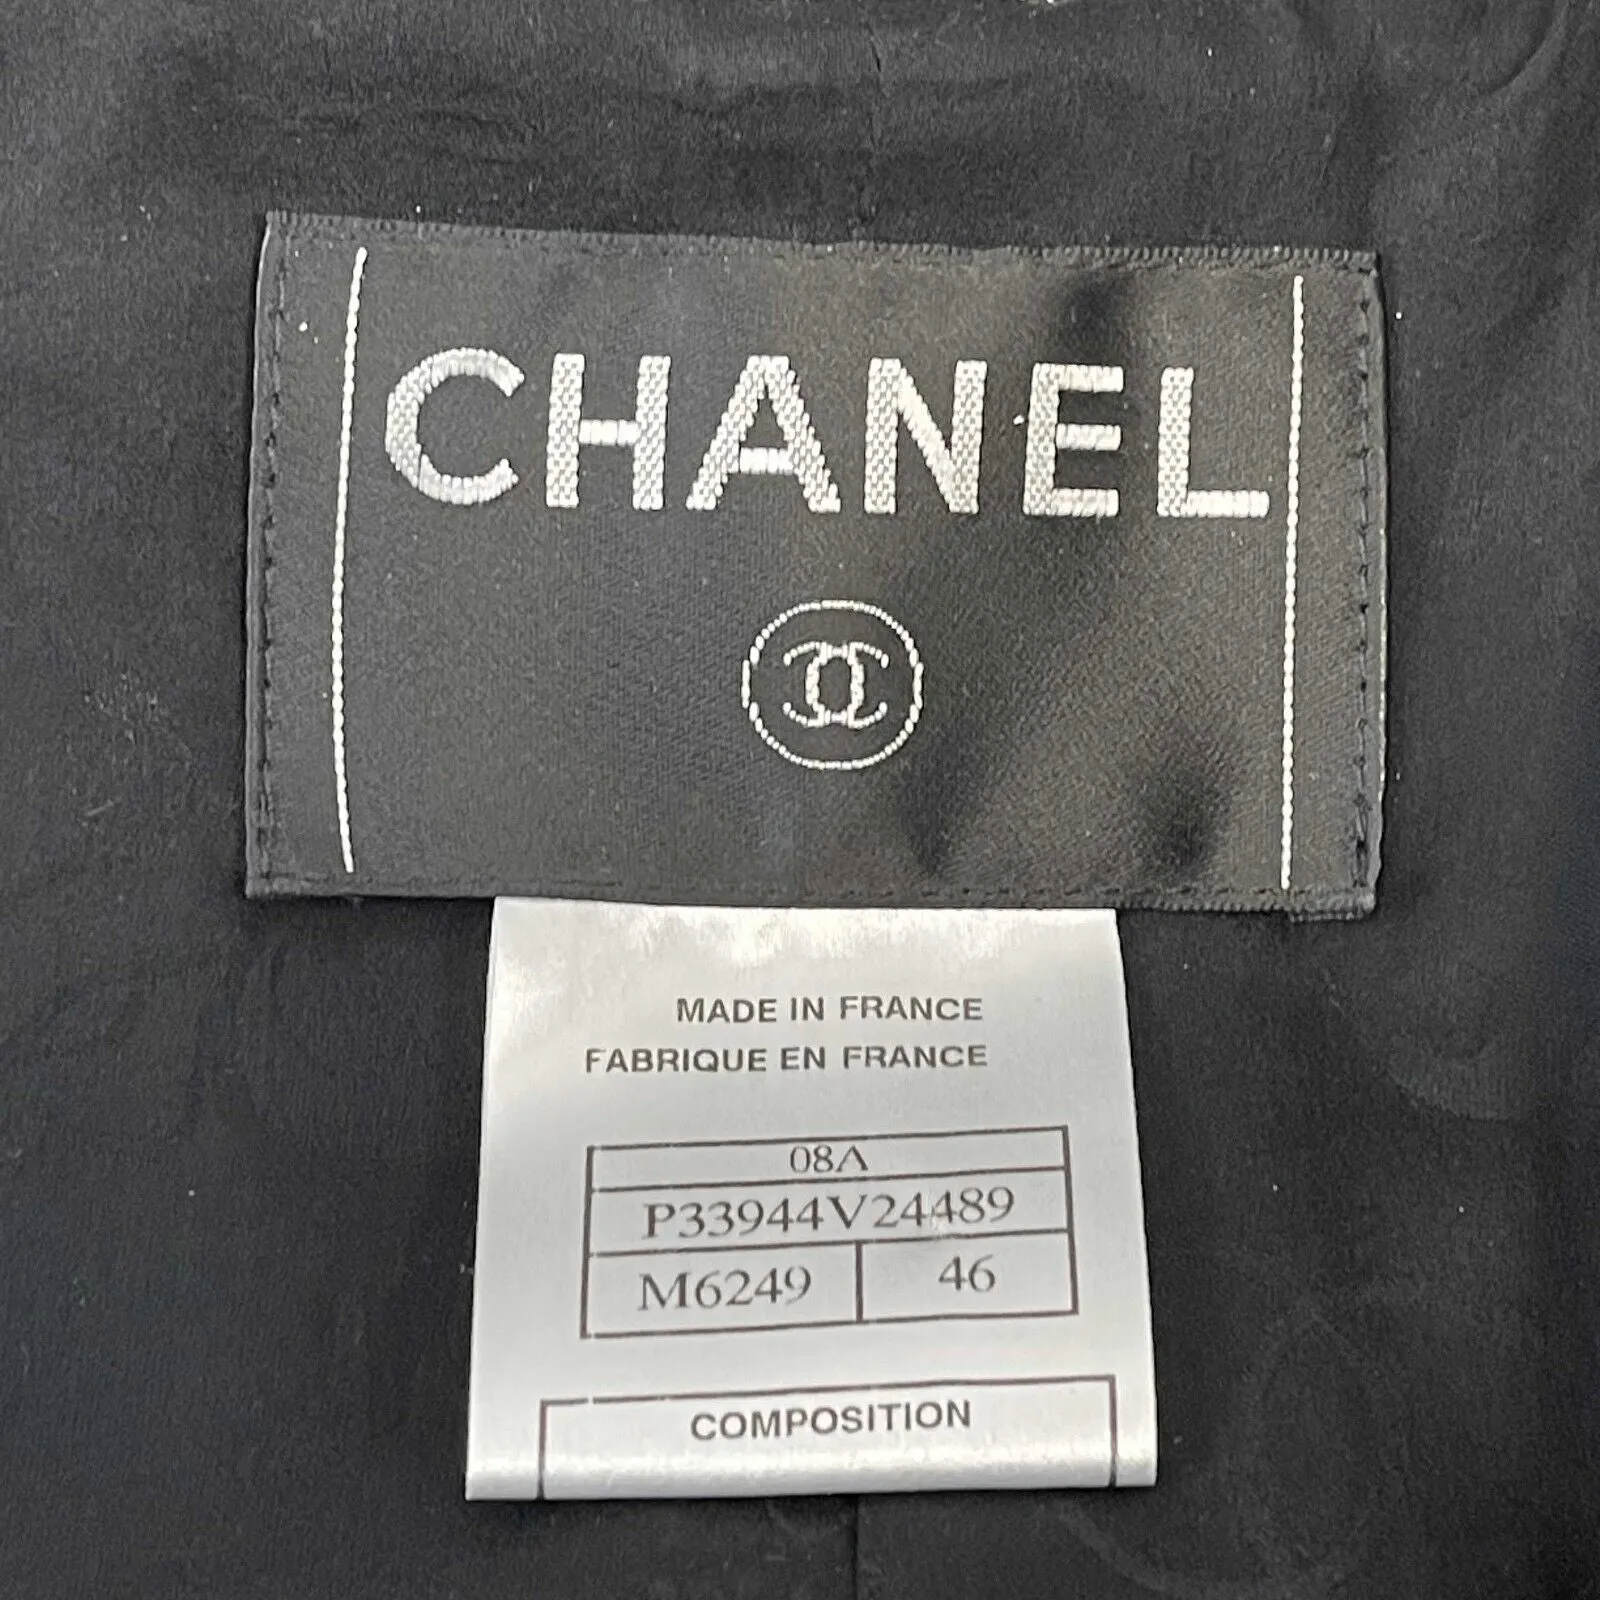 CHANEL
MADE IN FRANCE
FABRIQUE EN FRANCE
08A
P33944V24489
M6249 46
COMPOSITION